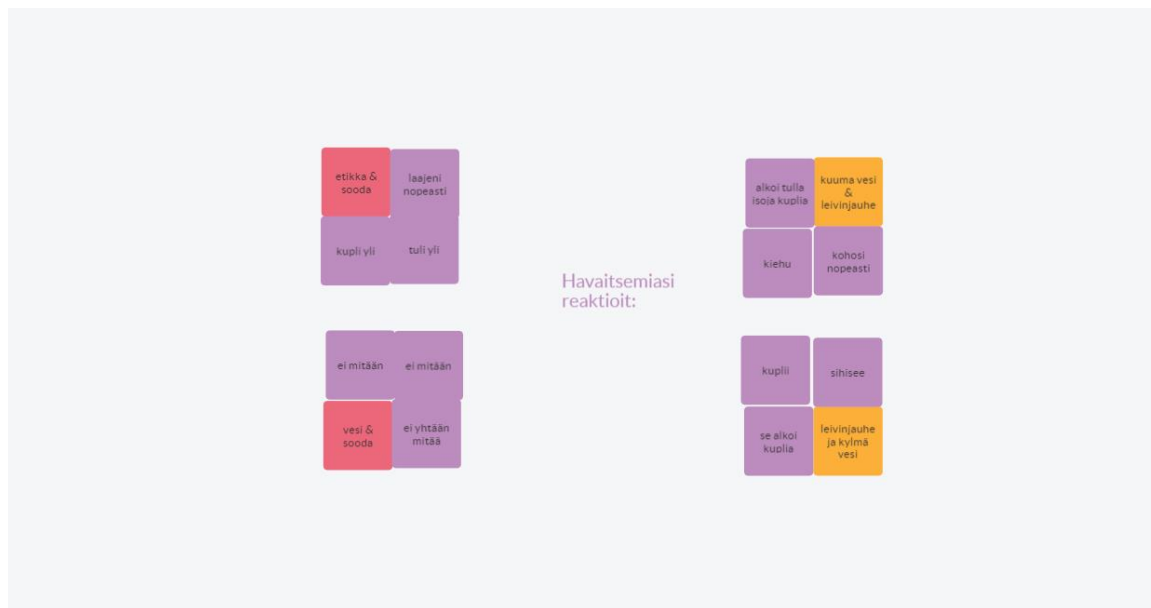 etikka &
sooda
laajeni
nopeasti
kupli yli
tuli yli
alkoi tulla
isoja kuplia
kuuma vesi
&
leivinjauhe
kiehu
kohosi
nopeasti
Havaitsemiasi
reaktioit:
ei mitään
ei mitään
vesi &
sooda
ei yhtään
mitää
kuplii
sihisee
se alkoi
kuplia
leivinjauhe
ja kylmä
vesi